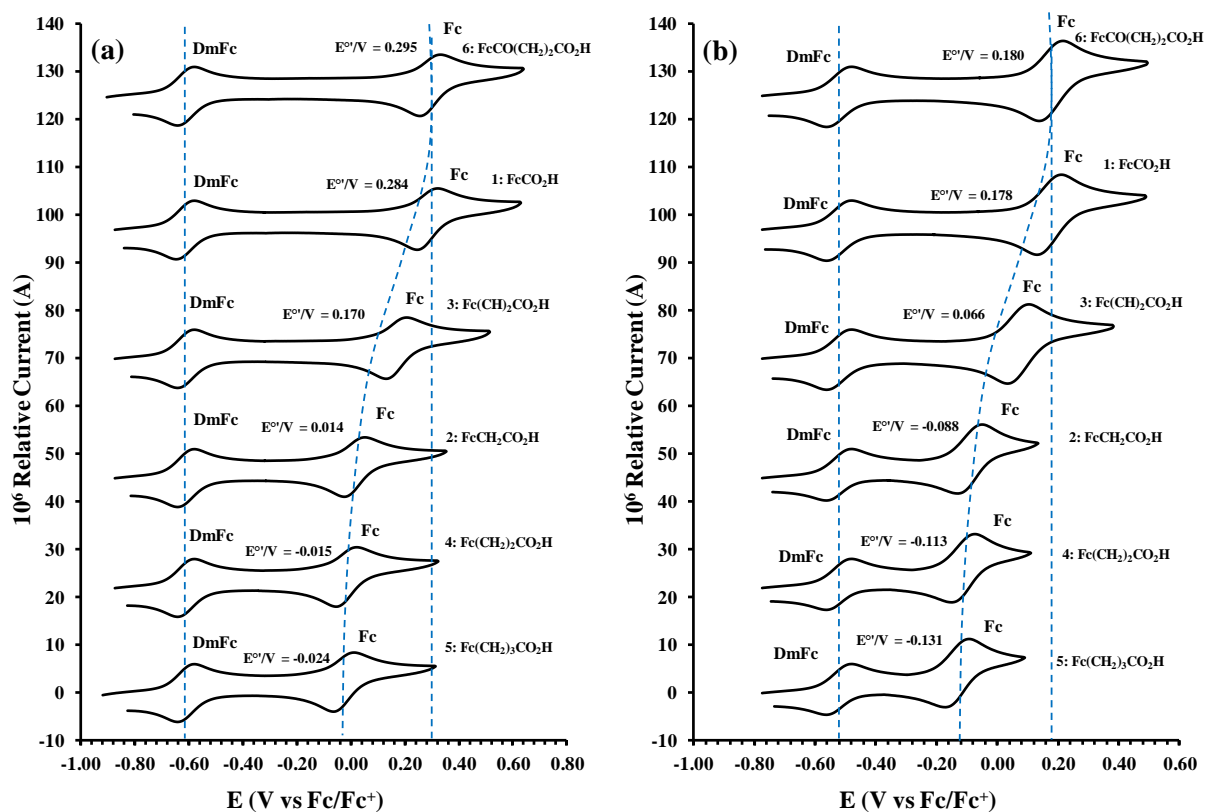 (a)
Fc
DmFc
E°'/V = 0.295
6: FcCO(CH₂)₂CO₂H
DmFc
E°'/V = 0.284
Fc
1: FcCO₂H
DmFc
E°'/V = 0.170
Fc
3: Fc(CH)₂CO₂H
DmFc
E°'/V = 0.014
Fc
2: FcCH₂CO₂H
DmFc
E°'/V = -0.015
Fc
4: Fc(CH₂)₂CO₂H
DmFc
E°'/V = -0.024
Fc
5: Fc(CH₂)₃CO₂H
10⁶ Relative Current (A)
140
130
120
110
100
90
80
70
60
50
40
30
20
10
0
-10
-1.00 -0.80 -0.60 -0.40 -0.20 0.00 0.20 0.40 0.60 0.80
E (V vs Fc/Fc⁺)
(b)
Fc
DmFc
E°'/V = 0.180
6: FcCO(CH₂)₂CO₂H
DmFc
E°'/V = 0.178
Fc
1: FcCO₂H
DmFc
E°'/V = 0.066
Fc
3: Fc(CH)₂CO₂H
DmFc
E°'/V = -0.088
Fc
2: FcCH₂CO₂H
DmFc
E°'/V = -0.113
Fc
4: Fc(CH₂)₂CO₂H
DmFc
E°'/V = -0.131
Fc
5: Fc(CH₂)₃CO₂H
10⁶ Relative Current (A)
140
130
120
110
100
90
80
70
60
50
40
30
20
10
0
-10
-1.00 -0.80 -0.60 -0.40 -0.20 0.00 0.20 0.40 0.60
E (V vs Fc/Fc⁺)